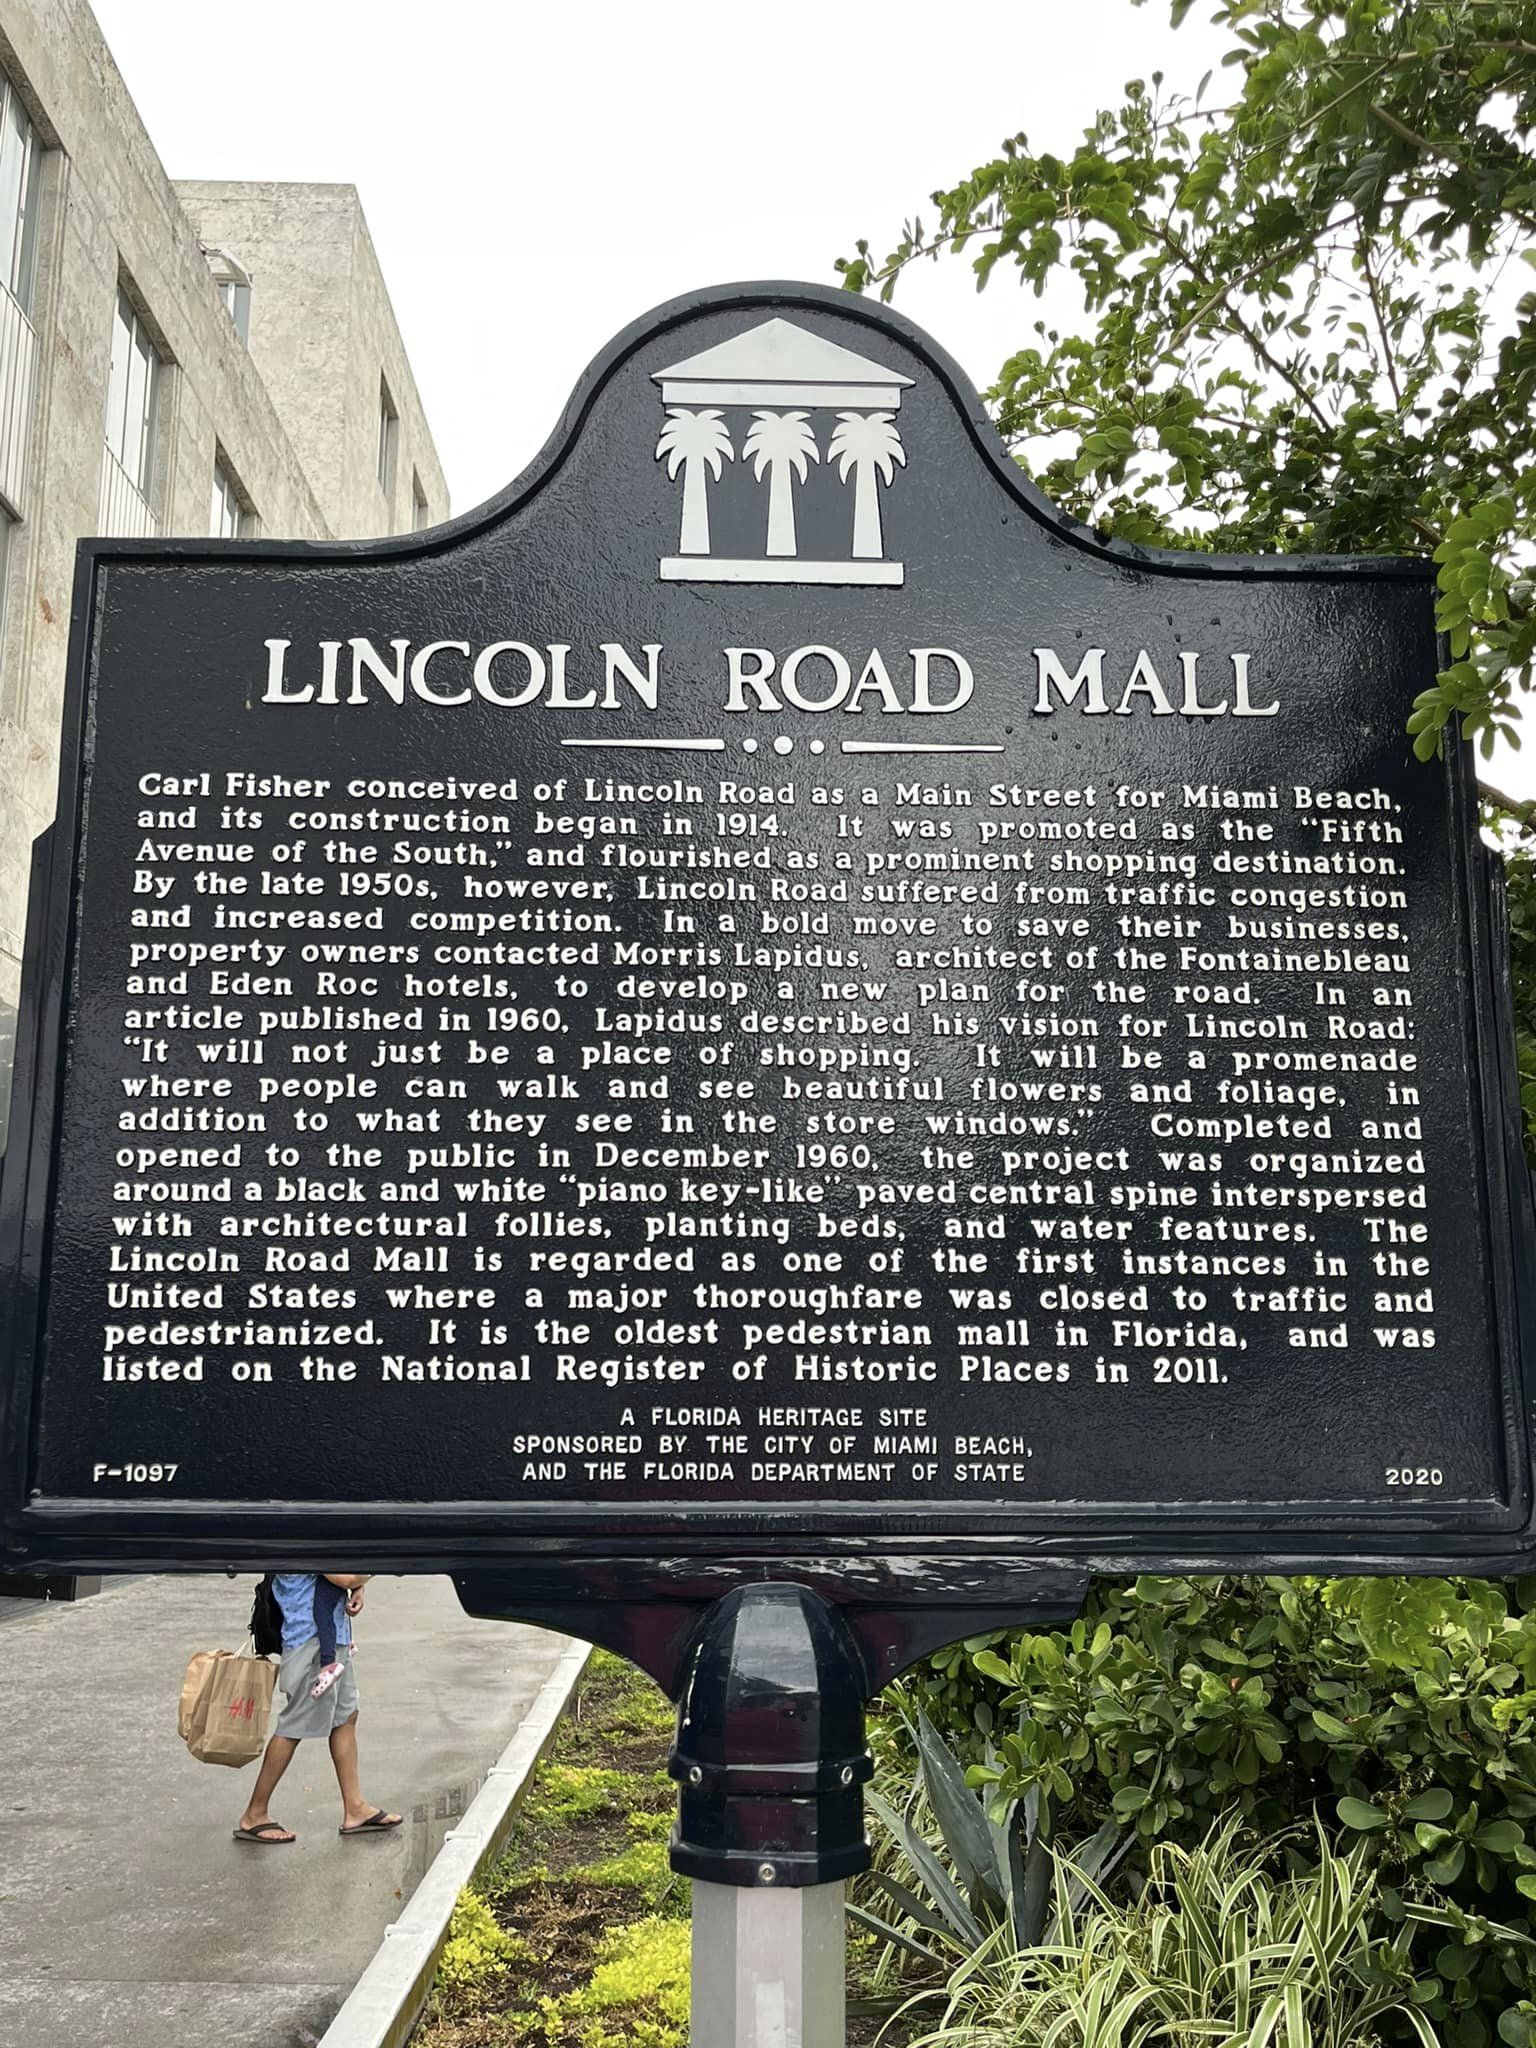 LINCOLN ROAD MALL
Carl Fisher conceived of Lincoln Road as a Main Street for Miami Beach,
and its construction began in 1914. It was promoted as the "Fifth
Avenue of the South," and flourished as a prominent shopping destination.
By the late 1950s, however, Lincoln Road suffered from traffic congestion
and increased competition. In a bold move to save their businesses,
property owners contacted Morris Lapidus, architect of the Fontainebleau
and Eden Roc hotels, to develop a new plan for the road. In an
article published in 1960, Lapidus described his vision for Lincoln Road:
"It will not just be a place of shopping. It will be a promenade
where people can walk and see beautiful flowers and foliage, in
addition to what they see in the store windows." Completed and
opened to the public in December 1960, the project was organized
around a black and white "piano key-like" paved central spine interspersed
with architectural follies, planting beds, and water features. The
Lincoln Road Mall is regarded as one of the first instances in the
United States where a major thoroughfare was closed to traffic and
pedestrianized. It is the oldest pedestrian mall in Florida, and was
listed on the National Register of Historic Places in 2011.
A FLORIDA HERITAGE SITE
SPONSORED BY THE CITY OF MIAMI BEACH,
AND THE FLORIDA DEPARTMENT OF STATE
F-1097
2020
H&M